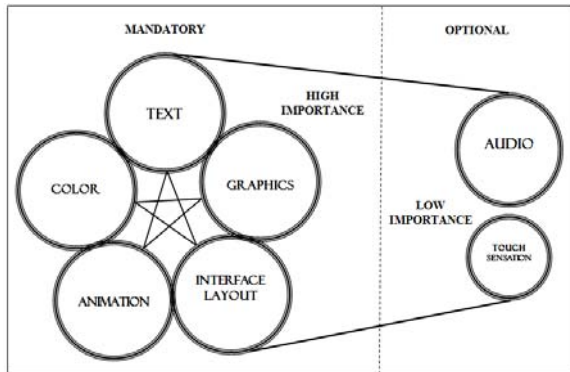 MANDATORY
OPTIONAL
TEXT
HIGH
IMPORTANCE
AUDIO
COLOR
GRAPHICS
LOW
IMPORTANCE
TOUCH
SENSATION
ANIMATION
INTERFACE
LAYOUT